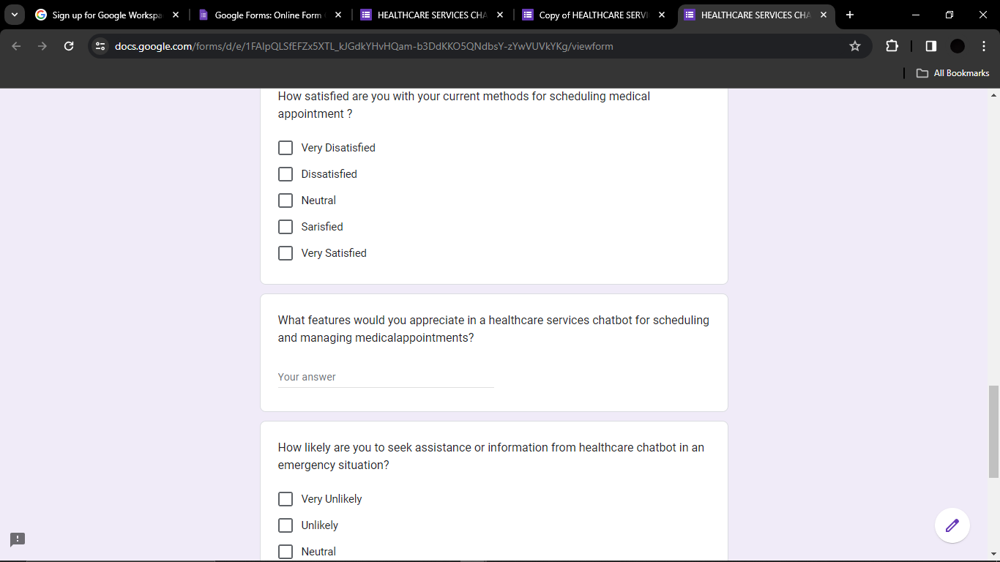 Sign up for Google Workspa
Google Forms: Online Form
HEALTHCARE SERVICES CHA
Copy of HEALTHCARE SERVI
HEALTHCARE SERVICES CHA
docs.google.com/forms/d/e/1FAIpQLSfEFZx5XTL_kJGdkYHvHQam-b3DdKKO5QNdbsY-zYwVUVkYKg/viewform
All Bookmarks
How satisfied are you with your current methods for scheduling medical
appointment ?
Very Disatisfied
Dissatisfied
Neutral
Sarisfied
Very Satisfied
What features would you appreciate in a healthcare services chatbot for scheduling
and managing medicalappointments?
Your answer
How likely are you to seek assistance or information from healthcare chatbot in an
emergency situation?
Very Unlikely
Unlikely
Neutral